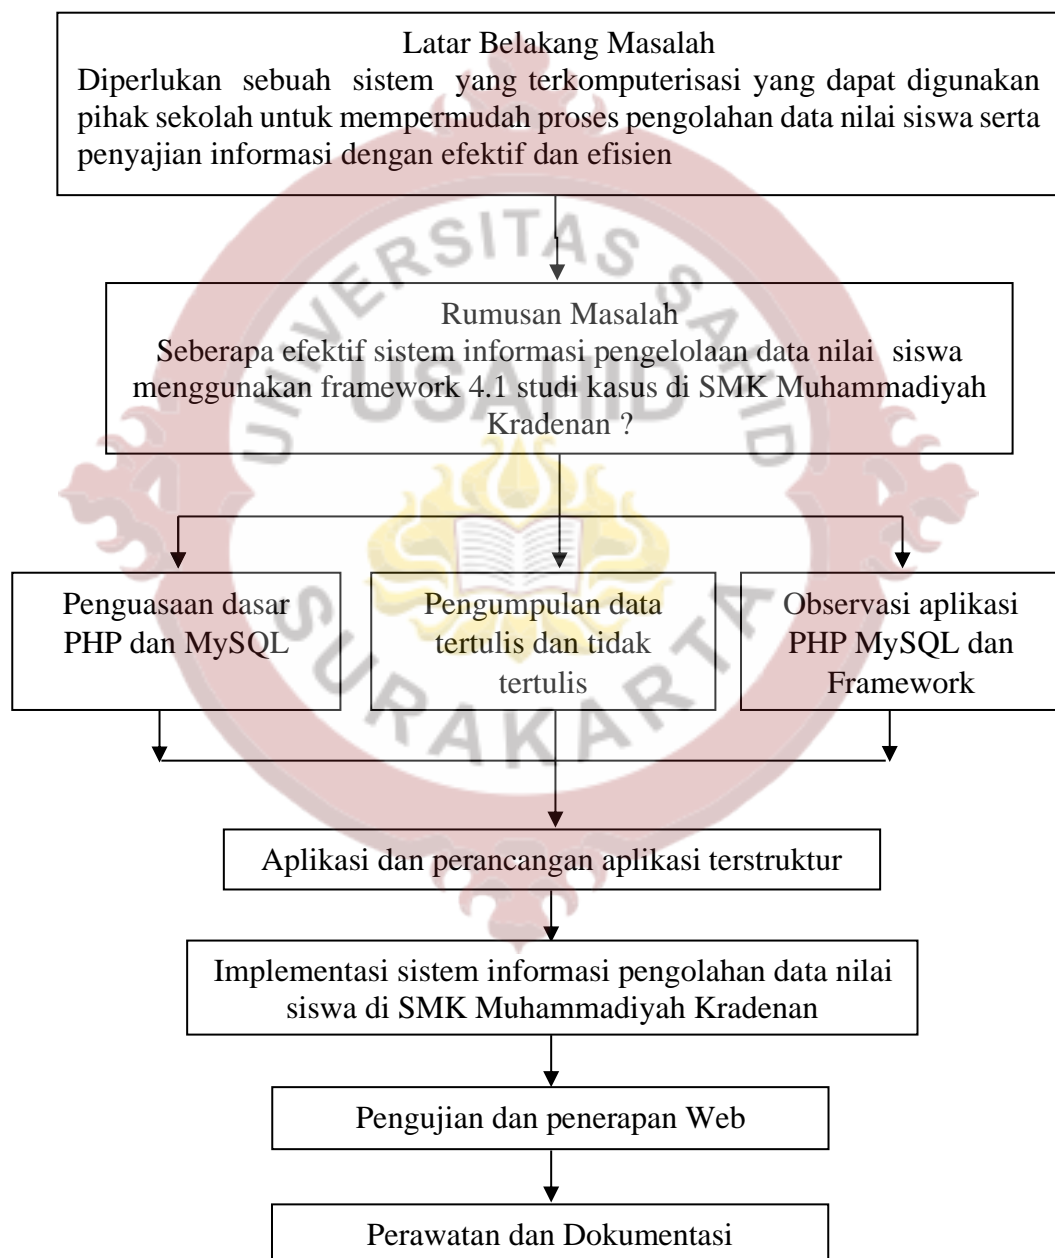 Latar Belakang Masalah
Diperlukan sebuah sistem yang terkomputerisasi yang dapat digunakan
pihak sekolah untuk mempermudah proses pengolahan data nilai siswa serta
penyajian informasi dengan efektif dan efisien
UNIVERSITAS SAHID
Rumusan Masalah
Seberapa efektif sistem informasi pengelolaan data nilai siswa
menggunakan framework 4.1 studi kasus di SMK Muhammadiyah
Kradenan ?
USAHID
Penguasaan dasar
PHP dan MySQL
Pengumpulan data
tertulis dan tidak
tertulis
Observasi aplikasi
PHP MySQL dan
Framework
SURAKARTA
Aplikasi dan perancangan aplikasi terstruktur
Implementasi sistem informasi pengolahan data nilai
siswa di SMK Muhammadiyah Kradenan
Pengujian dan penerapan Web
Perawatan dan Dokumentasi